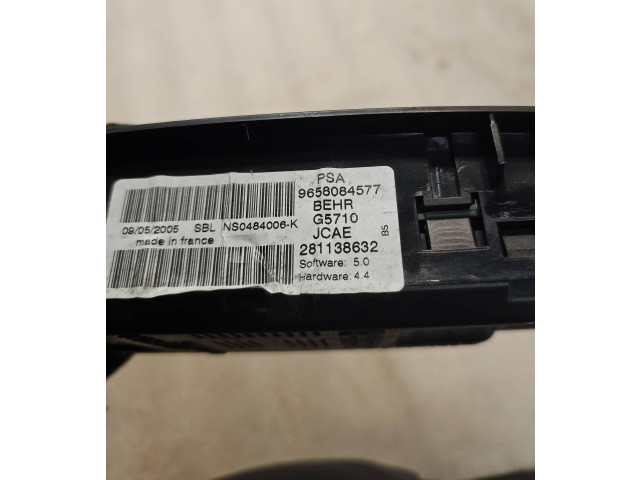 PSA
9658084577
BEHR
G5710
JCAE
281138632
Software: 5.0
Hardware: 4.4
BS
09/05/2005 SBL NS0484006-K
made in france